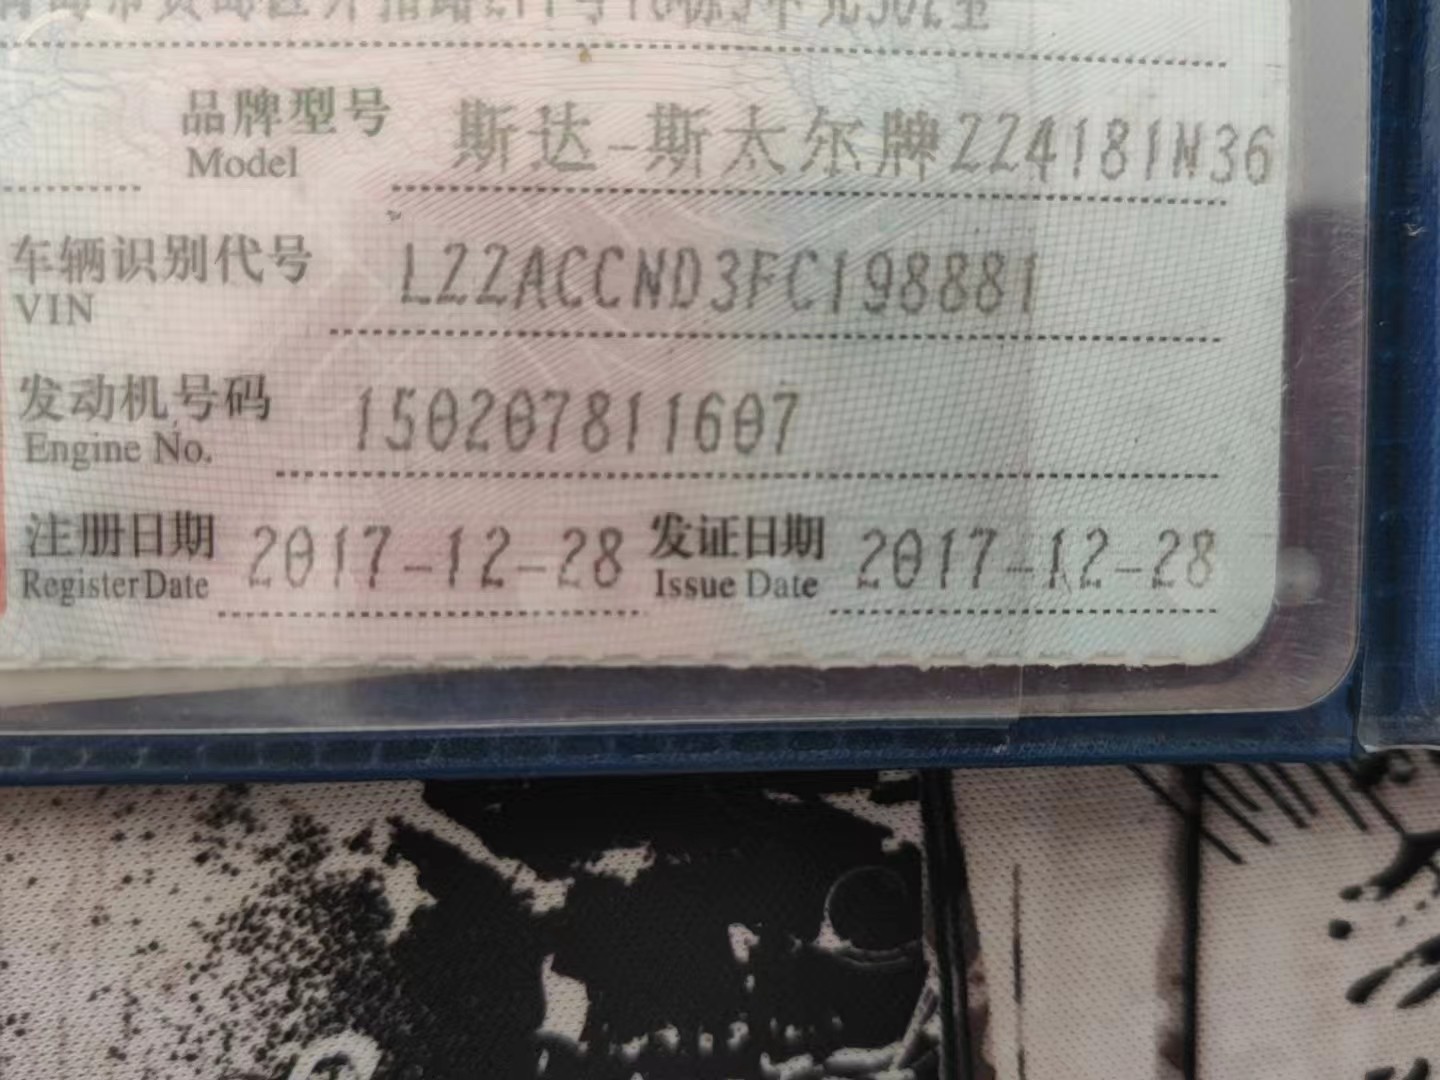 品牌型号 斯达-斯太尔牌ZZ4181N36
Model
车辆识别代号 LZZACCND3FC198881
VIN
发动机号码 150207811607
Engine No.
注册日期 2017-12-28 发证日期 2017-12-28
Register Date Issue Date